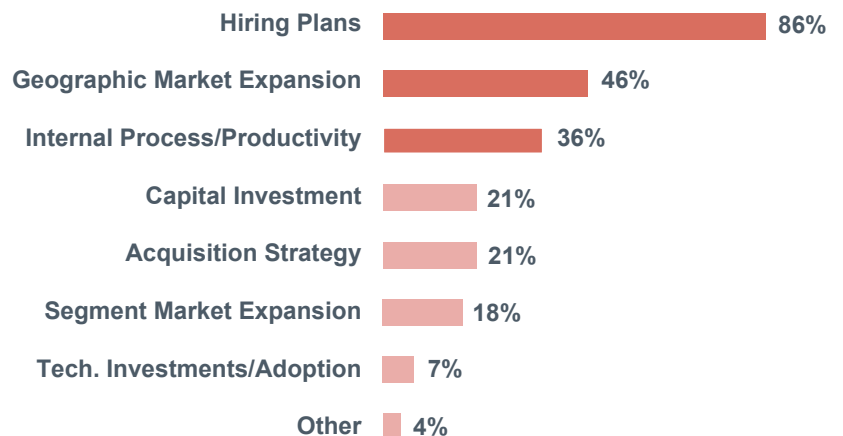 Hiring Plans 86%
Geographic Market Expansion 46%
Internal Process/Productivity 36%
Capital Investment 21%
Acquisition Strategy 21%
Segment Market Expansion 18%
Tech. Investments/Adoption 7%
Other 4%